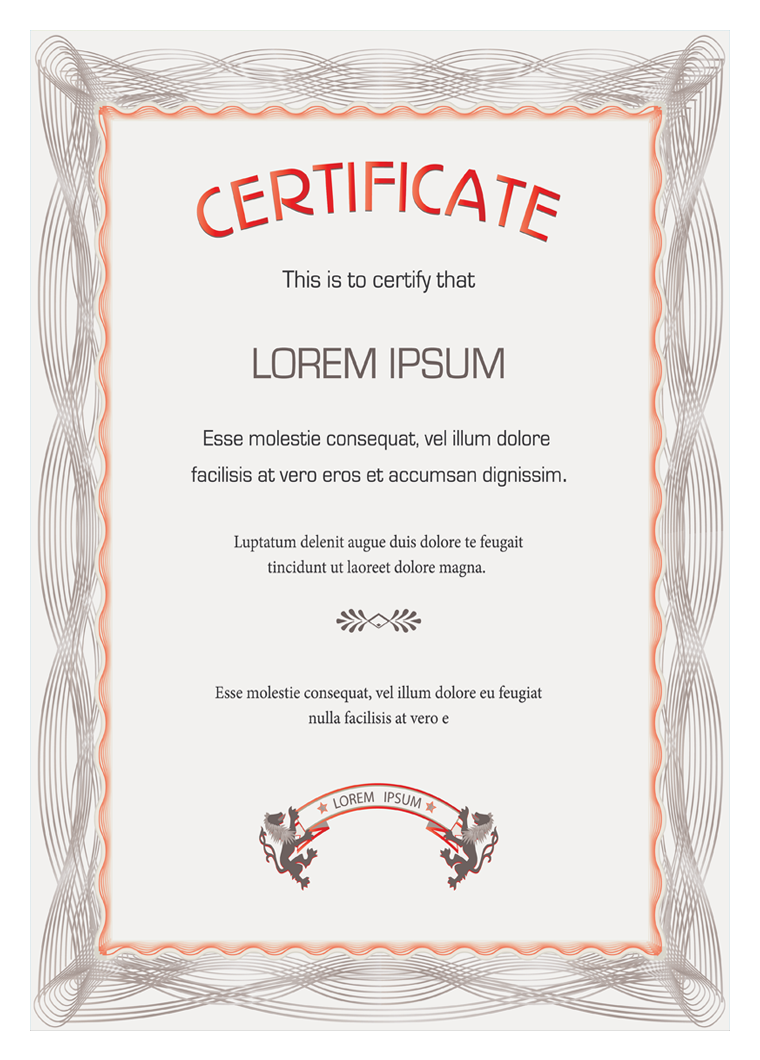 CERTIFICATE
This is to certify that
LOREM IPSUM
Esse molestie consequat, vel illum dolore
facilisis at vero eros et accumsan dignissim.
Luptatum delenit augue duis dolore te feugait
tincidunt ut laoreet dolore magna.
Esse molestie consequat, vel illum dolore eu feugiat
nulla facilisis at vero e
LOREM IPSUM